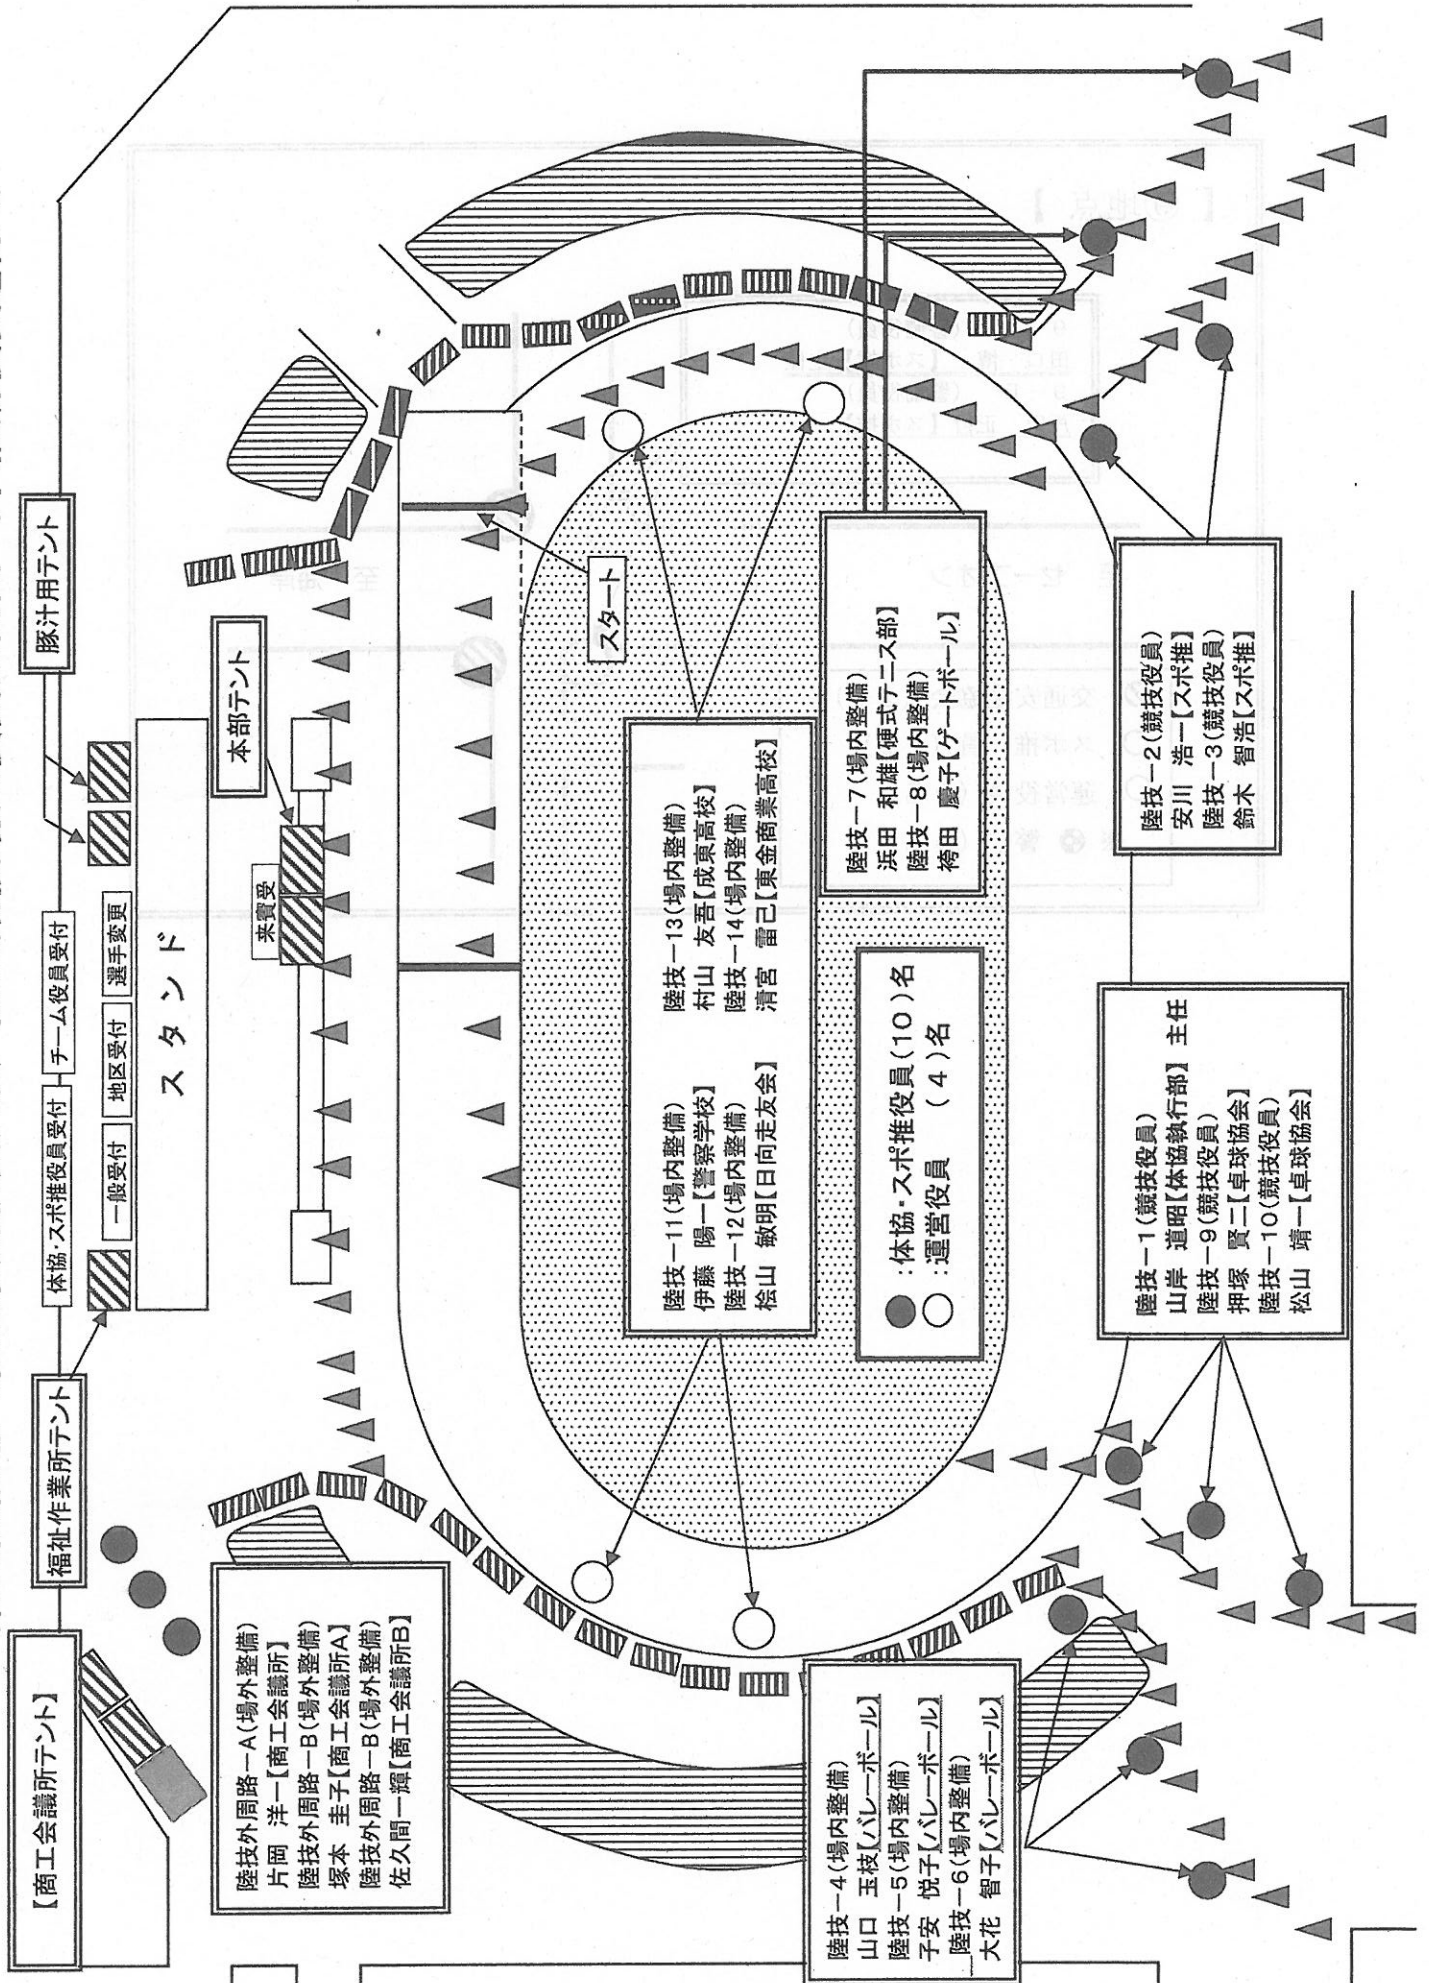 【商工会議所テント】
福祉作業所テント
体協・スポ推役員受付
チーム役員受付
豚汁用テント
一般受付
地区受付
選手変更
スタンド
本部テント
来賓受
陸技外周路－A(場外整備)
片岡 洋一【商工会議所】
陸技外周路－B(場外整備)
塚本 圭子【商工会議所A】
陸技外周路－B(場外整備)
佐久間一輝【商工会議所B】
スタート
陸技－11(場内整備)
伊藤 陽一【警察学校】
陸技－12(場内整備)
桧山 敏明【日向走友会】
陸技－13(場内整備)
村山 友吾【成東高校】
陸技－14(場内整備)
清宮 雷己【東金商業高校】
●:体協・スポ推役員(10)名
○:運営役員 (4)名
陸技－7(場内整備)
浜田 和雄【硬式テニス部】
陸技－8(場内整備)
袴田 慶子【ゲートボール】
陸技－4(場内整備)
山口 玉枝【バレーボール】
陸技－5(場内整備)
子安 悦子【バレーボール】
陸技－6(場内整備)
大花 智子【バレーボール】
陸技－1(競技役員)
山岸 道昭【体協執行部】 主任
陸技－9(競技役員)
押塚 賢二【卓球協会】
陸技－10(競技役員)
松山 靖一【卓球協会】
陸技－2(競技役員)
安川 浩一【スポ推】
陸技－3(競技役員)
鈴木 智浩【スポ推】